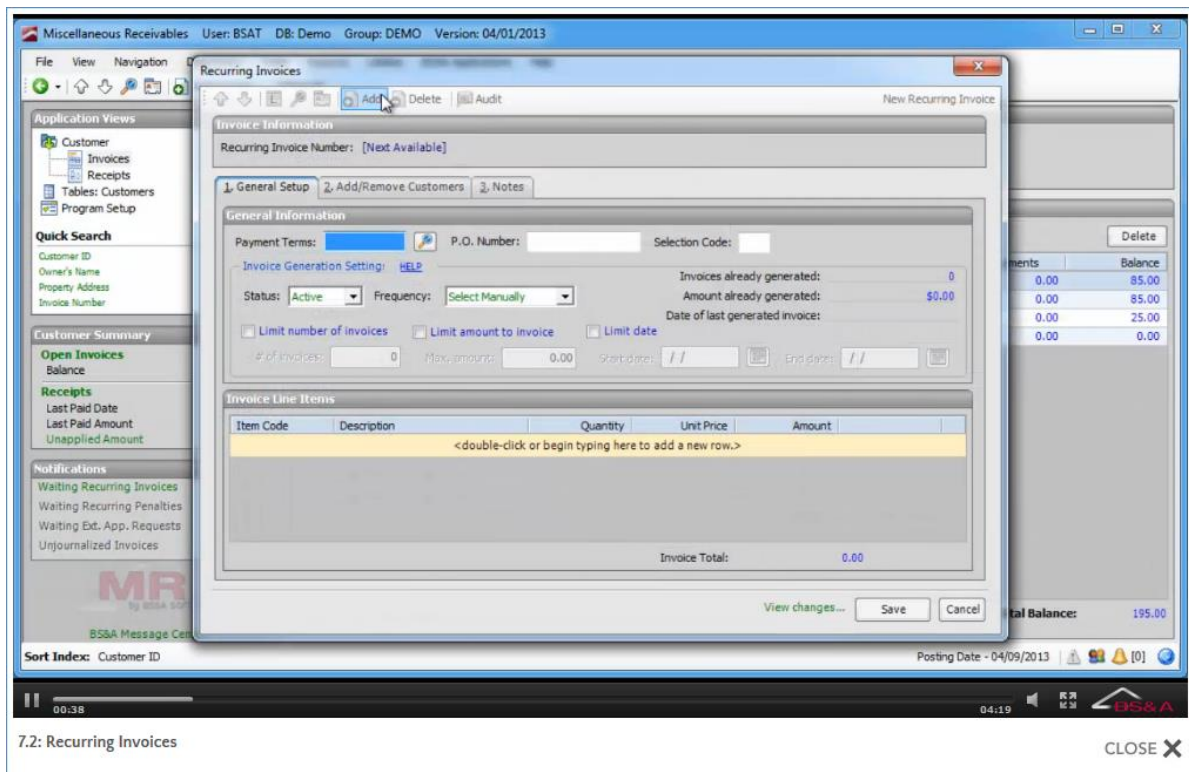 Miscellaneous Receivables User: BSAT DB: Demo Group: DEMO Version: 04/01/2013
File View Navigation
Recurring Invoices
Add Delete Audit New Recurring Invoice
Application Views
Customer
Invoices
Receipts
Tables: Customers
Program Setup
Quick Search
Customer ID
Owner's Name
Property Address
Invoice Number
Customer Summary
Open Invoices
Balance
Receipts
Last Paid Date
Last Paid Amount
Unapplied Amount
Notifications
Waiting Recurring Invoices
Waiting Recurring Penalties
Waiting Ext. App. Requests
Unjournalized Invoices
MR
BS&A Message Cen
Invoice Information
Recurring Invoice Number: [Next Available]
1. General Setup 2. Add/Remove Customers 3. Notes
General Information
Payment Terms: P.O. Number: Selection Code:
Invoice Generation Setting: HELP
Invoices already generated: 0
Status: Active Frequency: Select Manually Amount already generated: $0.00
Date of last generated invoice:
Limit number of invoices Limit amount to invoice Limit date
# of invoices: 0 Max. amount: 0.00 Start date: / / End date: / /
Invoice Line Items
Item Code Description Quantity Unit Price Amount
<double-click or begin typing here to add a new row.>
Invoice Total: 0.00
View changes... Save Cancel
Delete
ments Balance
0.00 85.00
0.00 85.00
0.00 25.00
0.00 0.00
tal Balance: 195.00
Sort Index: Customer ID Posting Date - 04/09/2013 [0]
00:38 04:19 BS&A
7.2: Recurring Invoices CLOSE